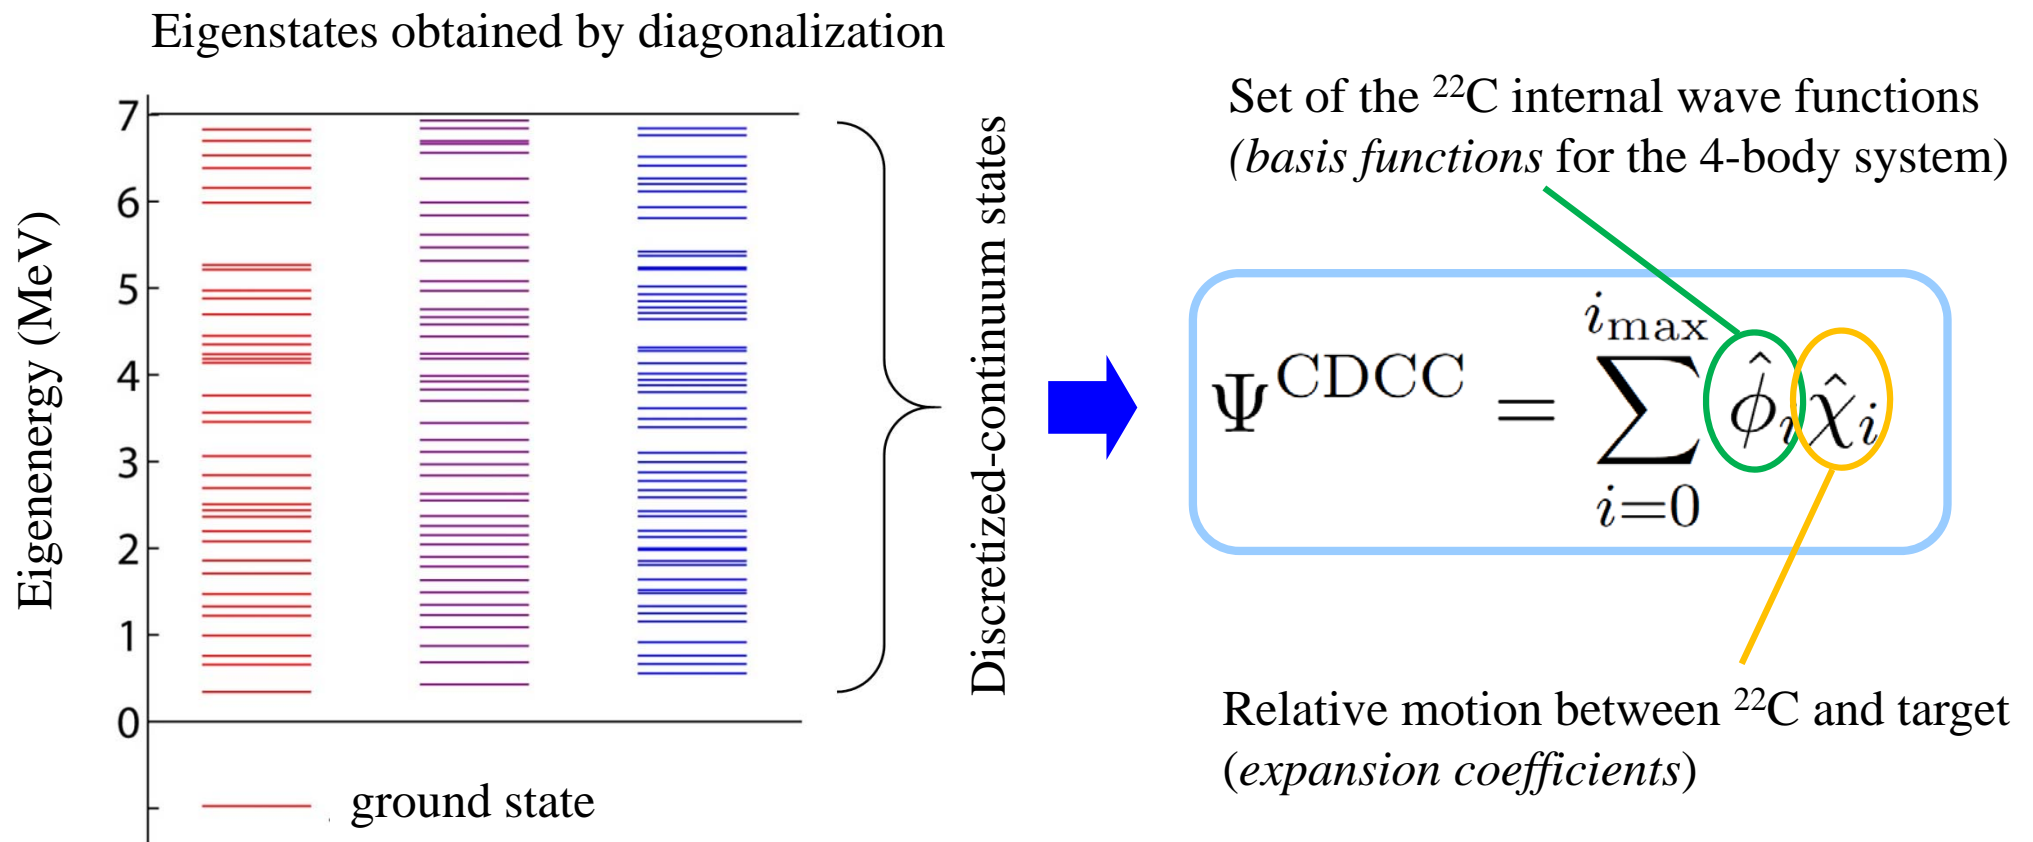 Eigenstates obtained by diagonalization
7
6
5
4
3
2
1
0
Eigenenergy (MeV)
ground state
Discretized-continuum states
Set of the ²²C internal wave functions
(basis functions for the 4-body system)
Ψ^CDCC = ∑_{i=0}^{i_max} φ̂_i χ̂_i
Relative motion between ²²C and target
(expansion coefficients)